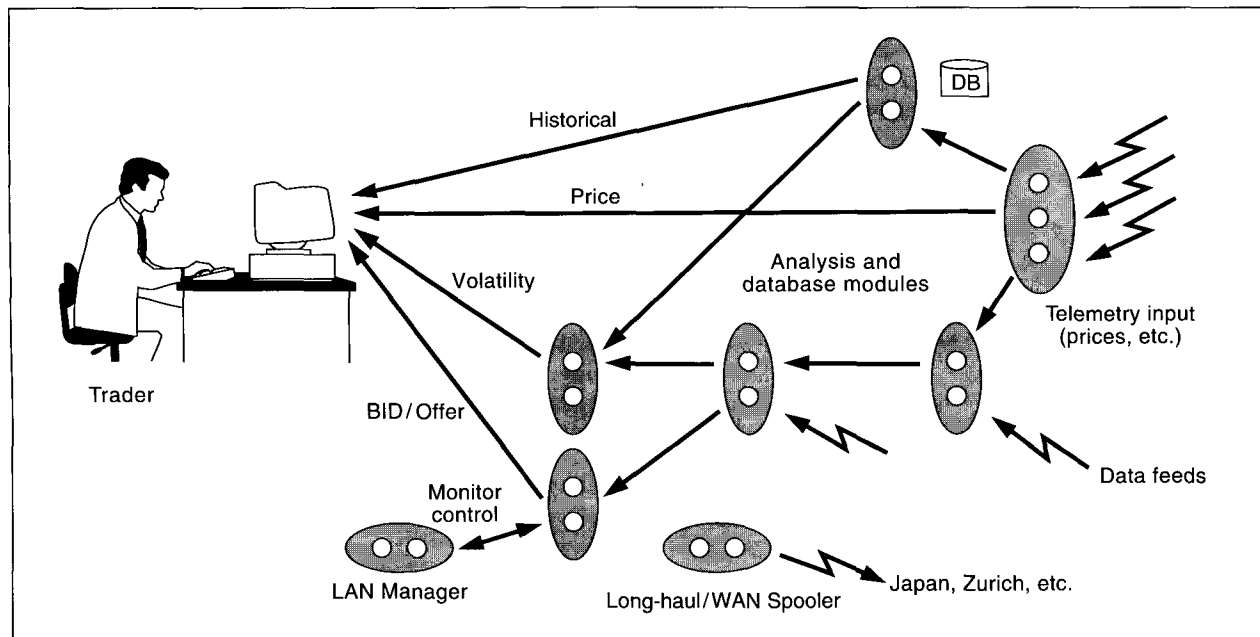 DB
Historical
Price
Analysis and
database modules
Volatility
Telemetry input
(prices, etc.)
Trader
BID/Offer
Data feeds
Monitor
control
LAN Manager
Long-haul/WAN Spooler
Japan, Zurich, etc.